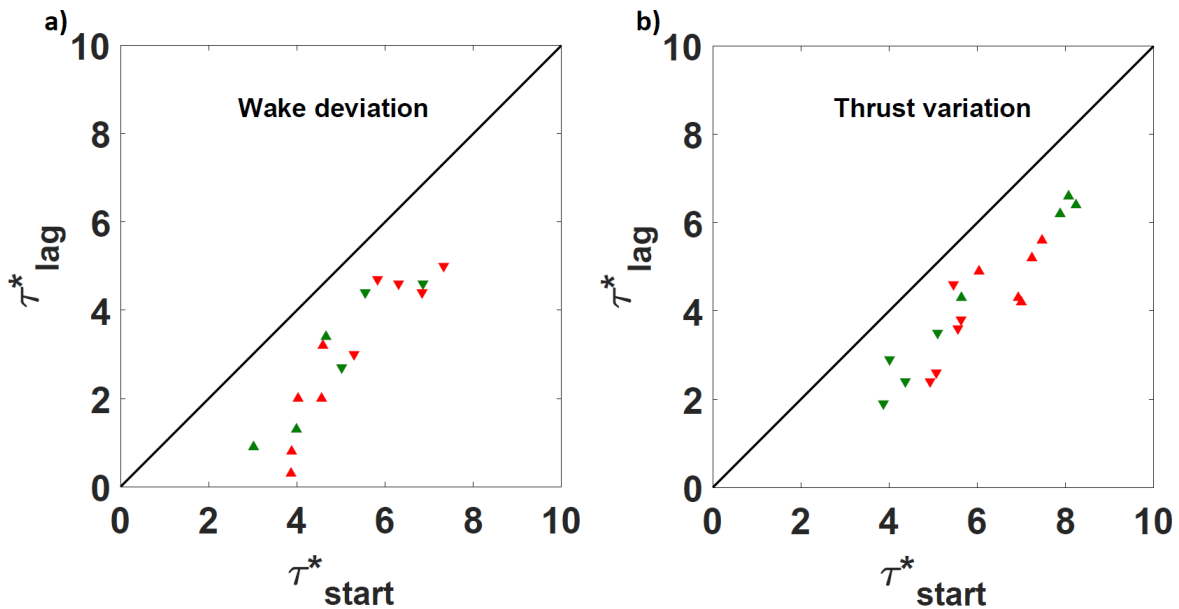 a)
Wake deviation
10
8
6
4
2
0
0 2 4 6 8 10
τ*lag
τ*start
b)
Thrust variation
10
8
6
4
2
0
0 2 4 6 8 10
τ*lag
τ*start